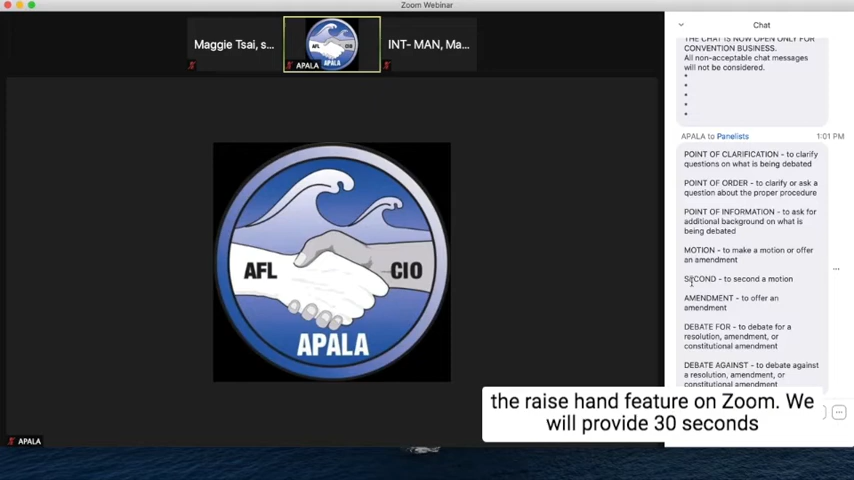 Zoom Webinar
Maggie Tsai, s...
AFL CIO
APALA
APALA
INT- MAN, Ma...
AFL
CIO
APALA
APALA
Chat
THE CHAT IS NOW OPEN ONLY FOR
CONVENTION BUSINESS.
All non-acceptable chat messages
will not be considered.
*
*
*
*
*
APALA to Panelists 1:01 PM
POINT OF CLARIFICATION - to clarify
questions on what is being debated
POINT OF ORDER - to clarify or ask a
question about the proper procedure
POINT OF INFORMATION - to ask for
additional background on what is
being debated
MOTION - to make a motion or offer
an amendment
SECOND - to second a motion
AMENDMENT - to offer an
amendment
DEBATE FOR - to debate for a
resolution, amendment, or
constitutional amendment
DEBATE AGAINST - to debate against
a resolution, amendment, or
constitutional amendment
the raise hand feature on Zoom. We
will provide 30 seconds